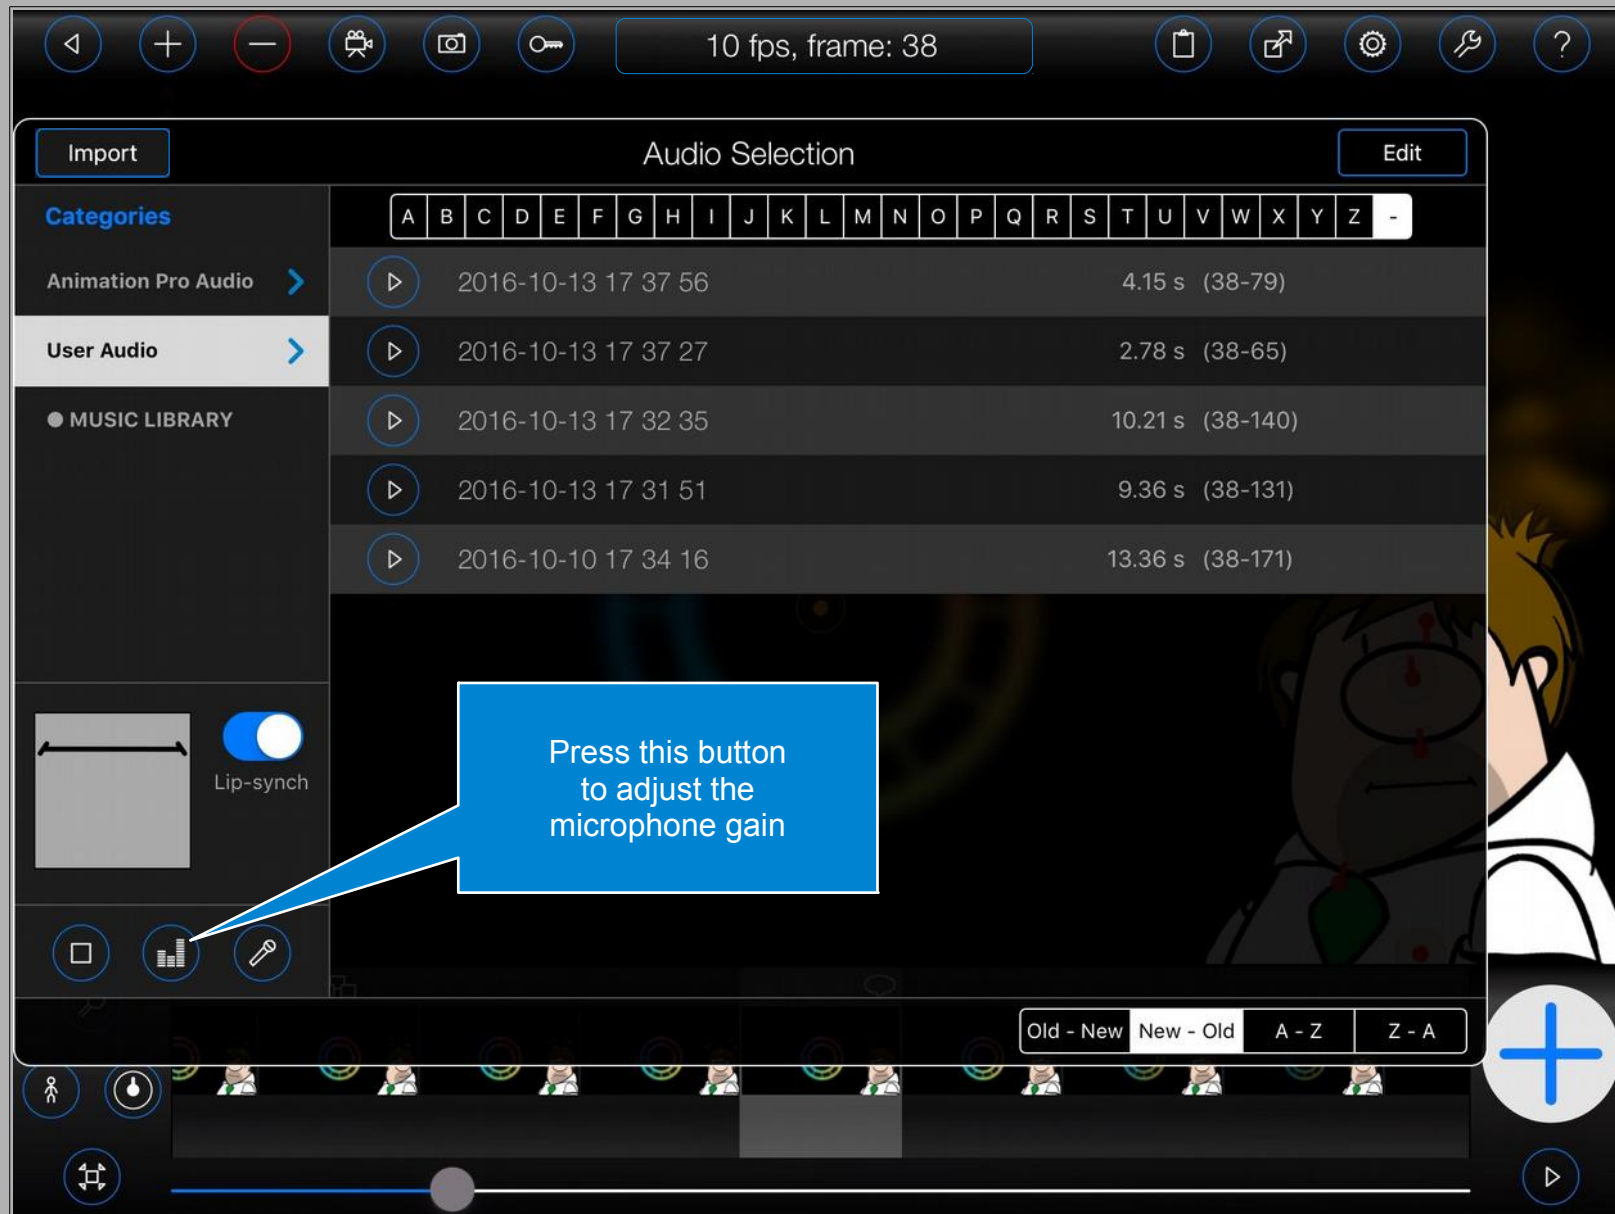 10 fps, frame: 38
?
Import
Audio Selection
Edit
Categories
A B C D E F G H I J K L M N O P Q R S T U V W X Y Z -
Animation Pro Audio
2016-10-13 17 37 56 4.15 s (38-79)
User Audio
2016-10-13 17 37 27 2.78 s (38-65)
MUSIC LIBRARY
2016-10-13 17 32 35 10.21 s (38-140)
2016-10-13 17 31 51 9.36 s (38-131)
2016-10-10 17 34 16 13.36 s (38-171)
Lip-synch
Press this button
to adjust the
microphone gain
Old - New New - Old A - Z Z - A